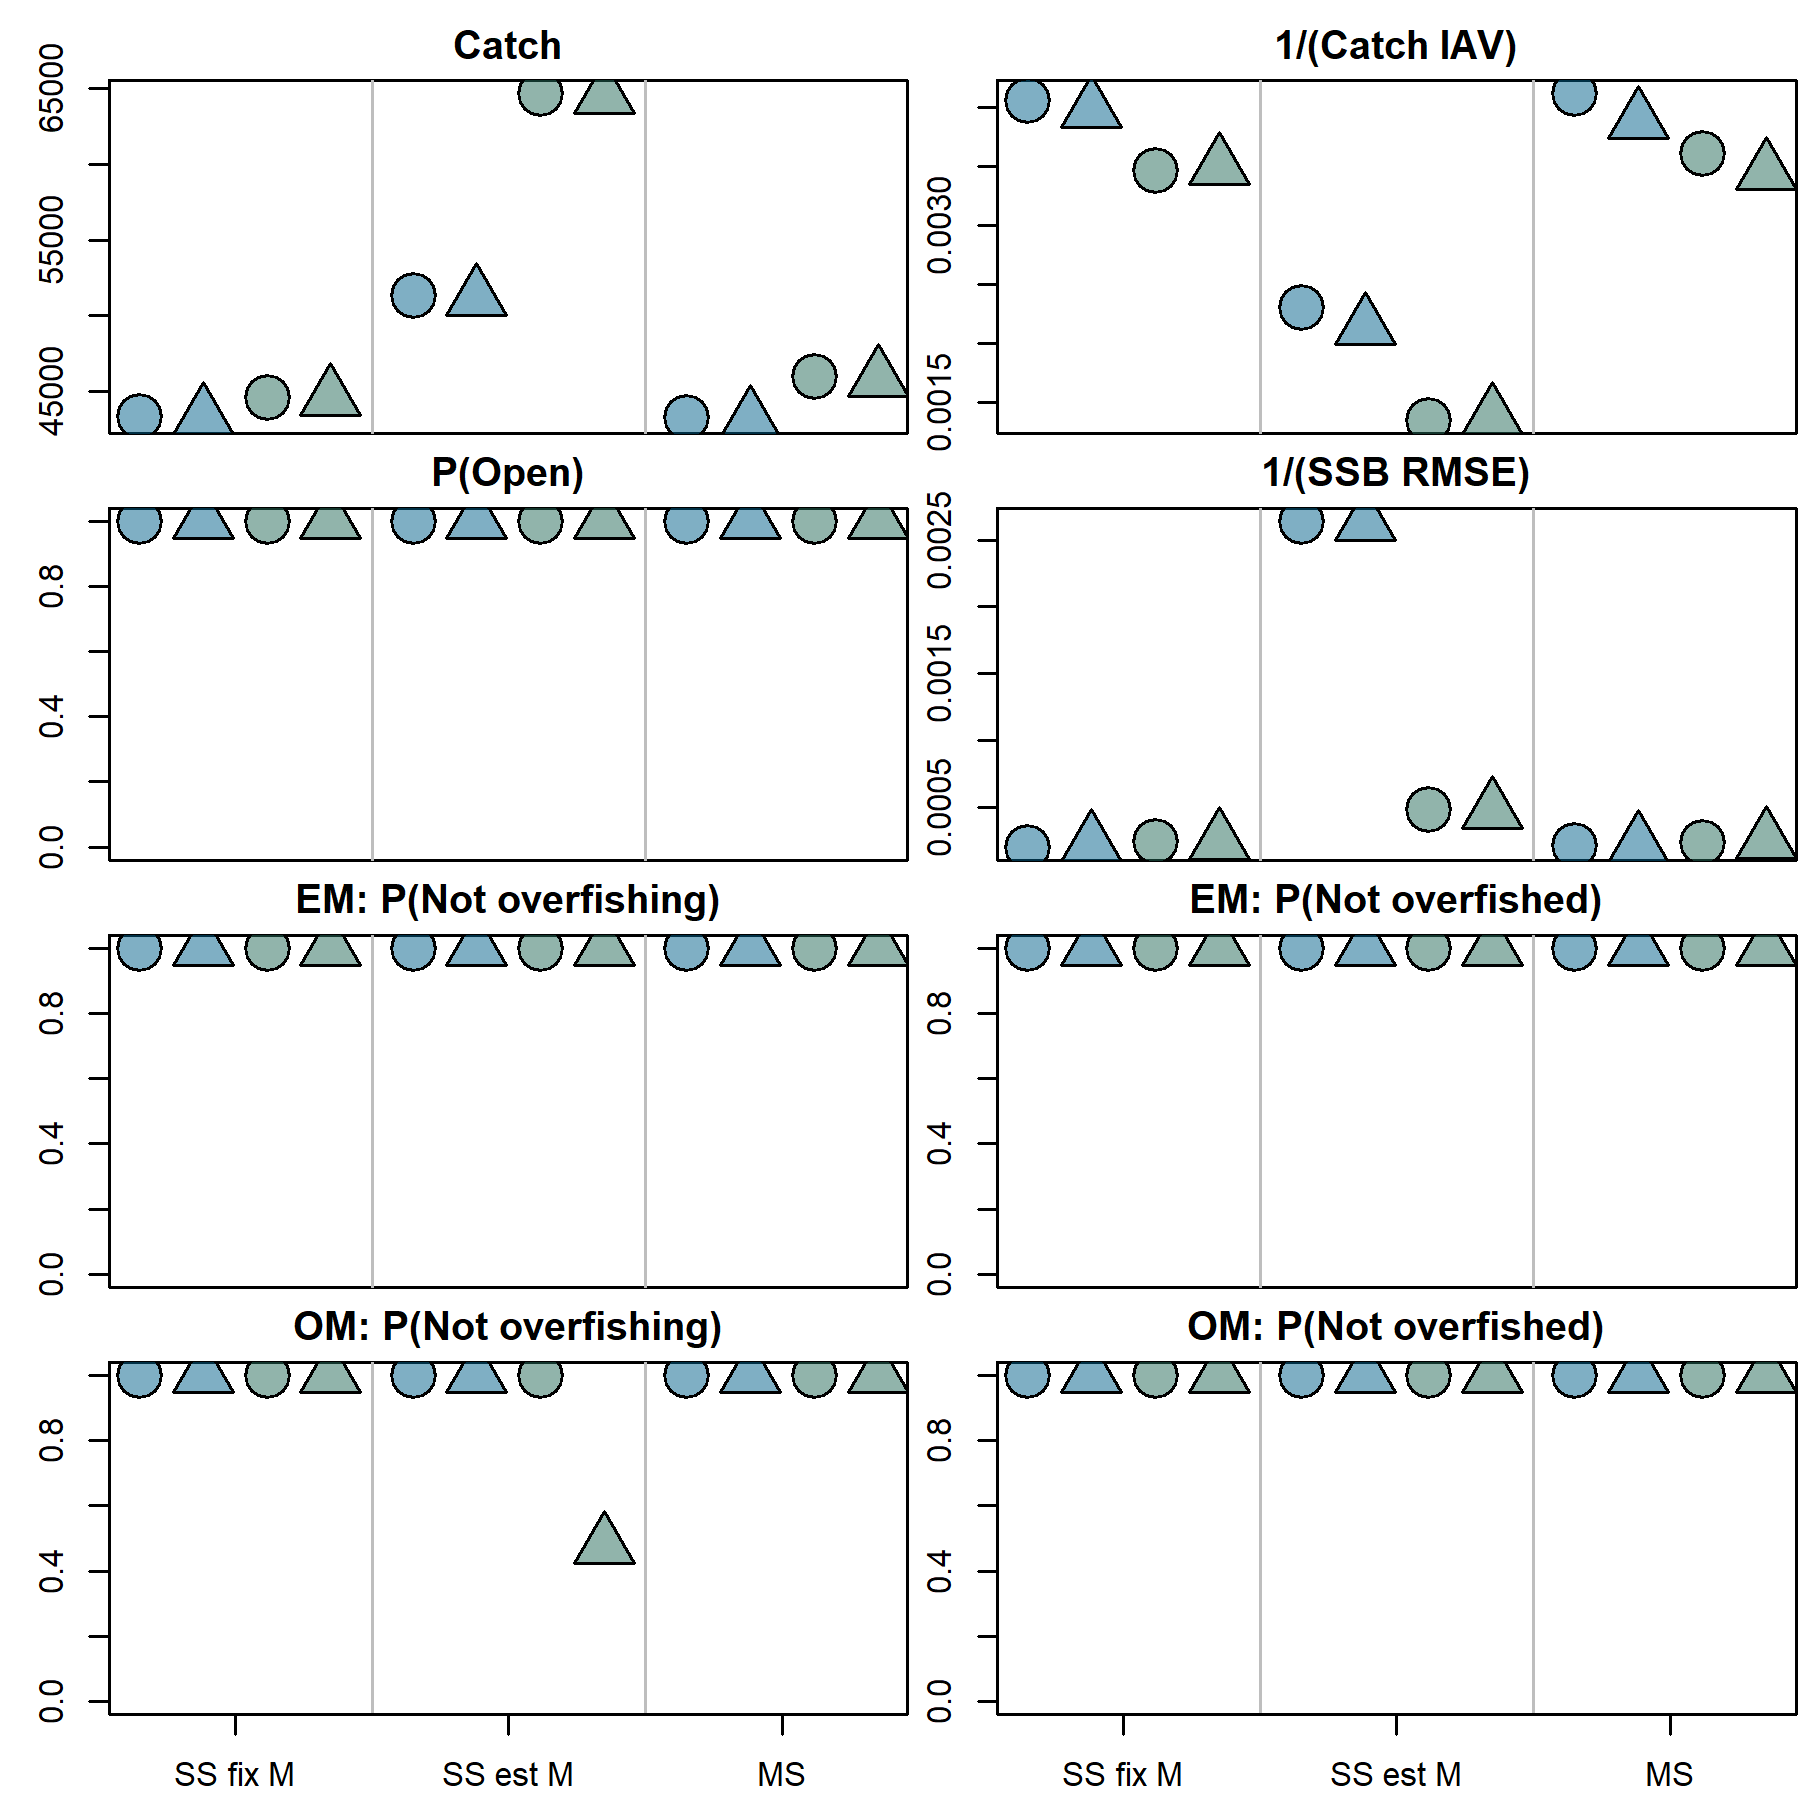 Catch
65000
55000
45000
1/(Catch IAV)
0.0030
0.0015
P(Open)
0.8
0.4
0.0
1/(SSB RMSE)
0.0025
0.0015
0.0005
EM: P(Not overfishing)
0.8
0.4
0.0
EM: P(Not overfished)
0.8
0.4
0.0
OM: P(Not overfishing)
0.8
0.4
0.0
OM: P(Not overfished)
0.8
0.4
0.0
SS fix M
SS est M
MS
SS fix M
SS est M
MS